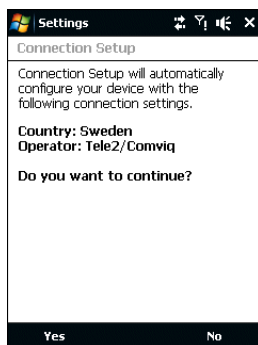 Settings
Connection Setup
Connection Setup will automatically
configure your device with the
following connection settings.
Country: Sweden
Operator: Tele2/Comviq
Do you want to continue?
Yes No